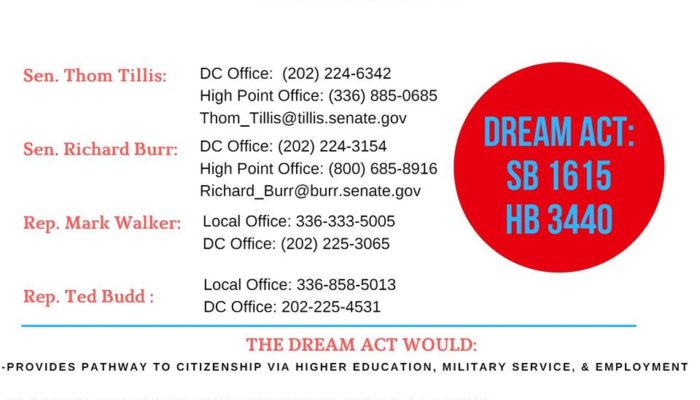 Sen. Thom Tillis: DC Office: (202) 224-6342
High Point Office: (336) 885-0685
Thom_Tillis@tillis.senate.gov
Sen. Richard Burr: DC Office: (202) 224-3154
High Point Office: (800) 685-8916
Richard_Burr@burr.senate.gov
Rep. Mark Walker: Local Office: 336-333-5005
DC Office: (202) 225-3065
Rep. Ted Budd : Local Office: 336-858-5013
DC Office: 202-225-4531
DREAM ACT:
SB 1615
HB 3440
THE DREAM ACT WOULD:
-PROVIDES PATHWAY TO CITIZENSHIP VIA HIGHER EDUCATION, MILITARY SERVICE, & EMPLOYMENT